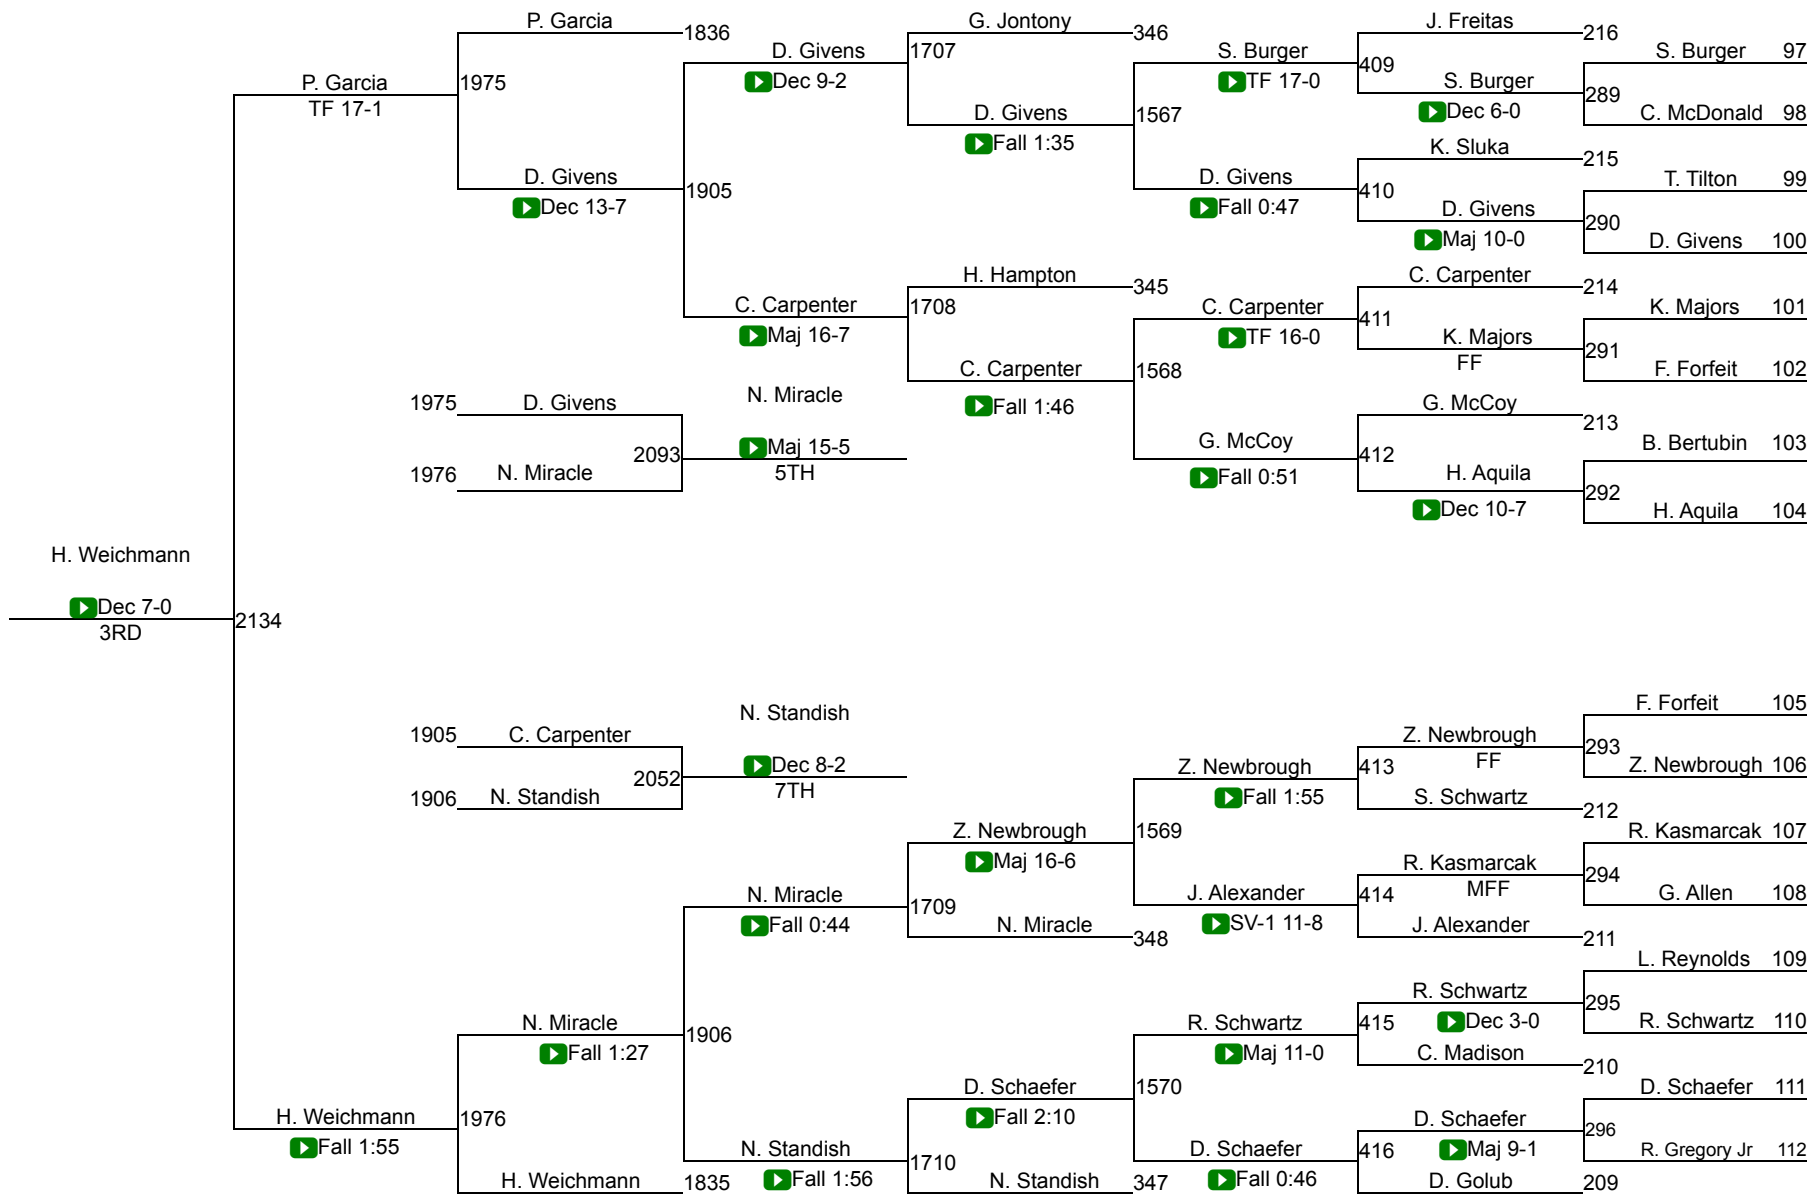 P. Garcia
1836
G. Jontony
346
J. Freitas
216
S. Burger 97
D. Givens
Dec 9-2
1707
S. Burger
TF 17-0
409
S. Burger
Dec 6-0
289
C. McDonald 98
P. Garcia
TF 17-1
1975
D. Givens
Fall 1:35
1567
K. Sluka
215
T. Tilton 99
D. Givens
Dec 13-7
1905
D. Givens
Fall 0:47
410
D. Givens
Maj 10-0
290
D. Givens 100
H. Hampton
345
C. Carpenter
214
K. Majors 101
C. Carpenter
Maj 16-7
1708
C. Carpenter
TF 16-0
411
K. Majors
FF
291
F. Forfeit 102
C. Carpenter
Fall 1:46
1568
1975 D. Givens
N. Miracle
G. McCoy
213
B. Bertubin 103
2093
Maj 15-5
5TH
1976 N. Miracle
G. McCoy
Fall 0:51
412
H. Aquila
Dec 10-7
292
H. Aquila 104
H. Weichmann
Dec 7-0
3RD
2134
F. Forfeit 105
1905 C. Carpenter
N. Standish
Z. Newbrough
FF
293
Z. Newbrough 106
2052
Dec 8-2
7TH
1906 N. Standish
Z. Newbrough
Fall 1:55
413
S. Schwartz
212
R. Kasmarcak 107
Z. Newbrough
Maj 16-6
1569
R. Kasmarcak
MFF
294
G. Allen 108
N. Miracle
Fall 0:44
1709
J. Alexander
SV-1 11-8
414
N. Miracle
348
J. Alexander
211
L. Reynolds 109
N. Miracle
Fall 1:27
1906
R. Schwartz
Maj 11-0
415
R. Schwartz
Dec 3-0
295
R. Schwartz 110
C. Madison
210
D. Schaefer 111
H. Weichmann
Fall 1:55
1976
D. Schaefer
Fall 2:10
1570
D. Schaefer
Maj 9-1
296
R. Gregory Jr 112
N. Standish
Fall 1:56
1710
D. Schaefer
Fall 0:46
416
H. Weichmann
1835
N. Standish
347
D. Golub
209